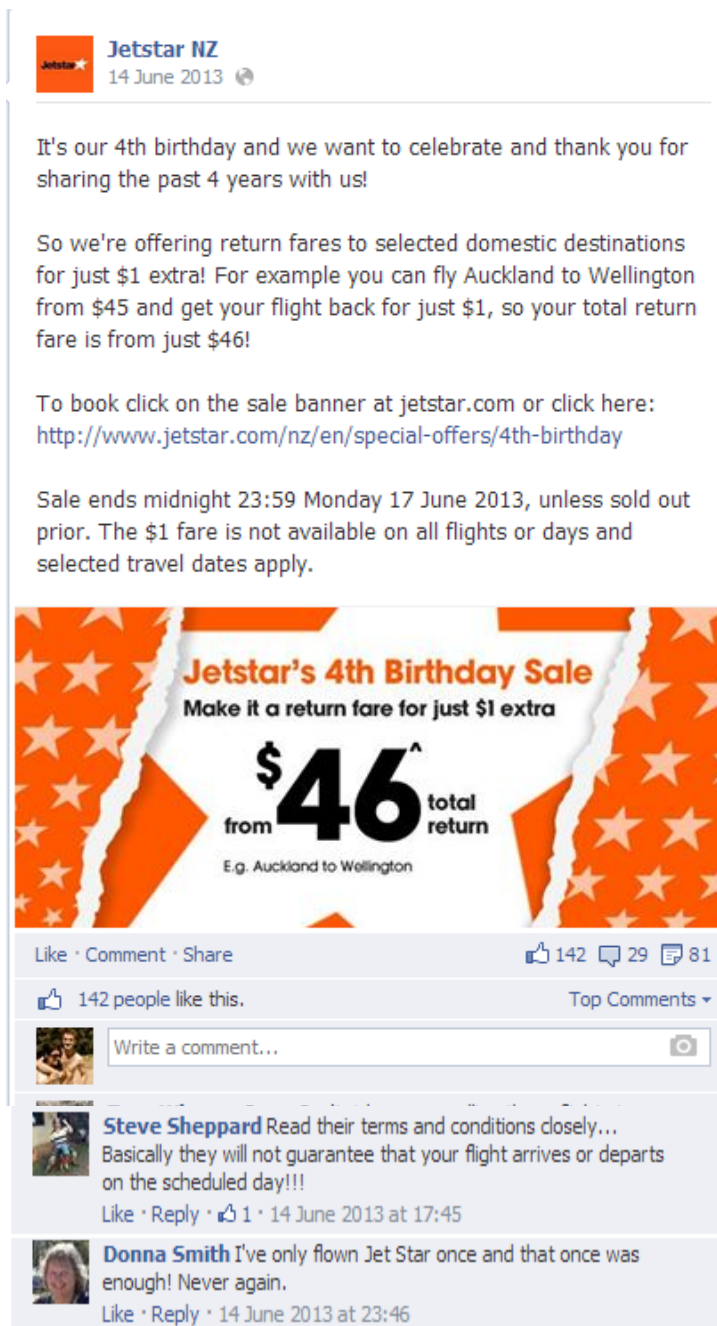 Jetstar
Jetstar NZ
14 June 2013
It's our 4th birthday and we want to celebrate and thank you for
sharing the past 4 years with us!
So we're offering return fares to selected domestic destinations
for just $1 extra! For example you can fly Auckland to Wellington
from $45 and get your flight back for just $1, so your total return
fare is from just $46!
To book click on the sale banner at jetstar.com or click here:
http://www.jetstar.com/nz/en/special-offers/4th-birthday
Sale ends midnight 23:59 Monday 17 June 2013, unless sold out
prior. The $1 fare is not available on all flights or days and
selected travel dates apply.
Jetstar's 4th Birthday Sale
Make it a return fare for just $1 extra
from $46^ total
return
E.g. Auckland to Wellington
Like · Comment · Share 142 29 81
142 people like this. Top Comments
Write a comment...
Steve Sheppard Read their terms and conditions closely...
Basically they will not guarantee that your flight arrives or departs
on the scheduled day!!!
Like · Reply · 1 · 14 June 2013 at 17:45
Donna Smith I've only flown Jet Star once and that once was
enough! Never again.
Like · Reply · 14 June 2013 at 23:46